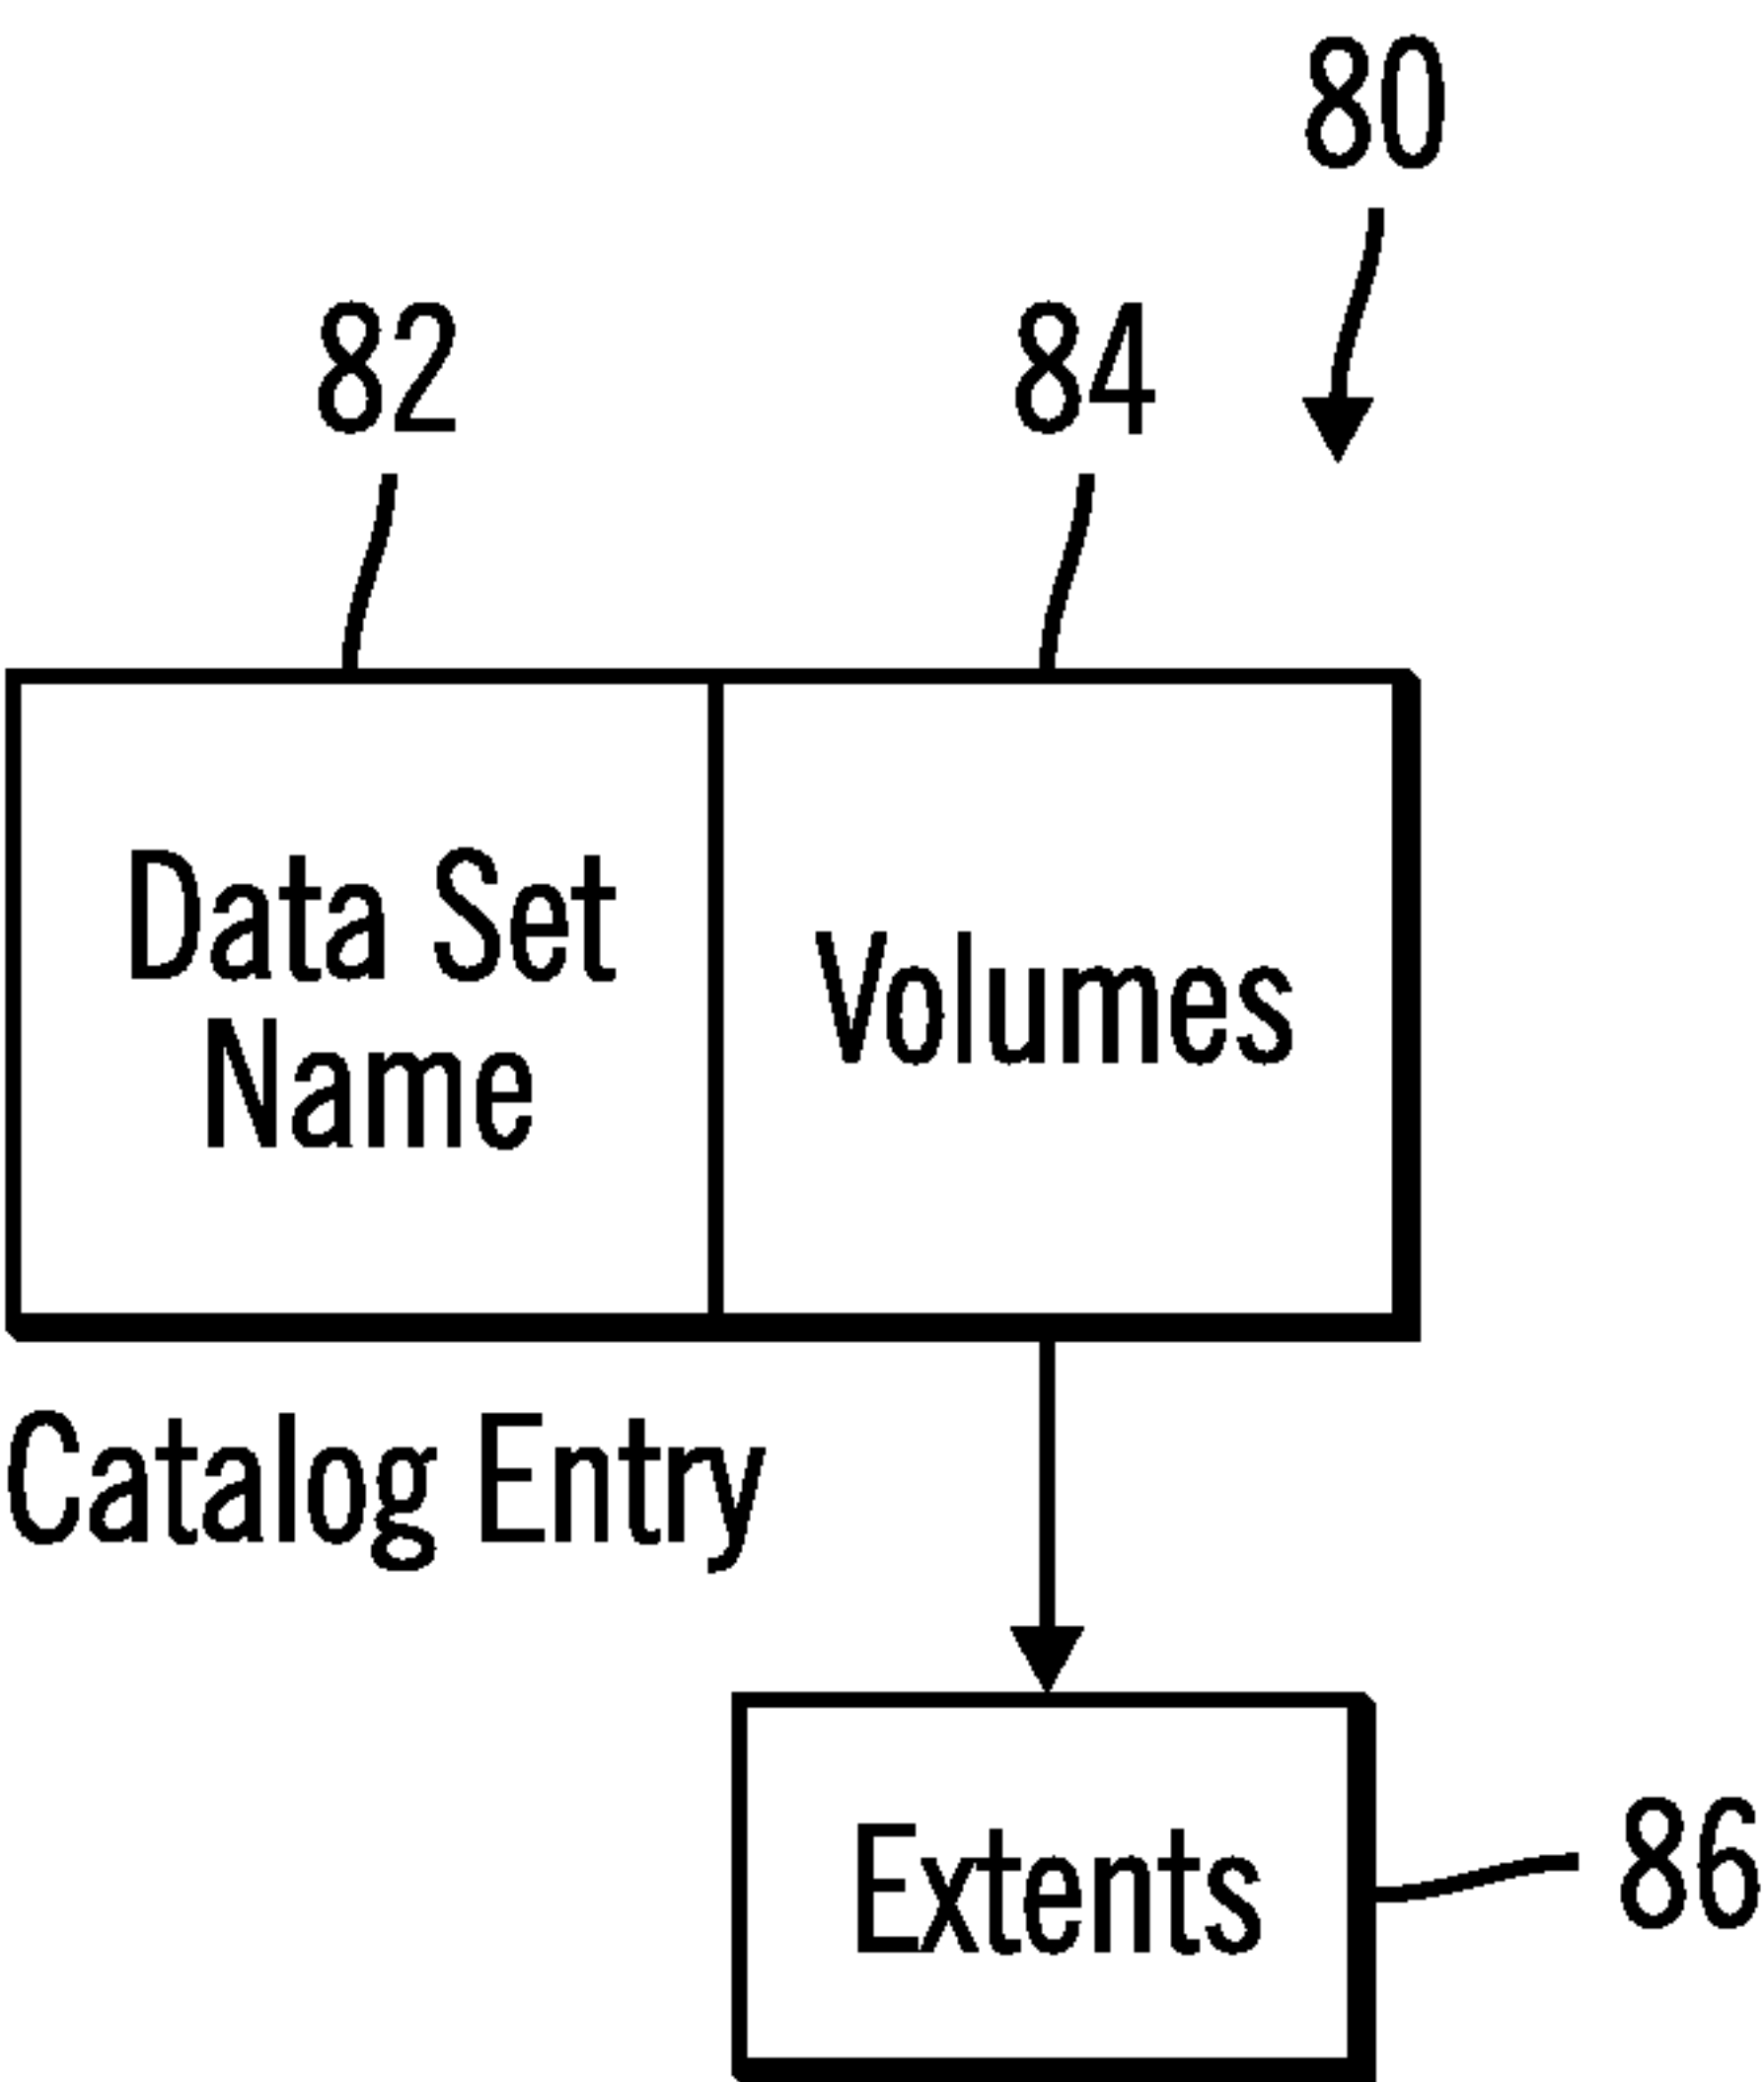 80
82
84
Data Set
Name
Volumes
Catalog Entry
Extents
86